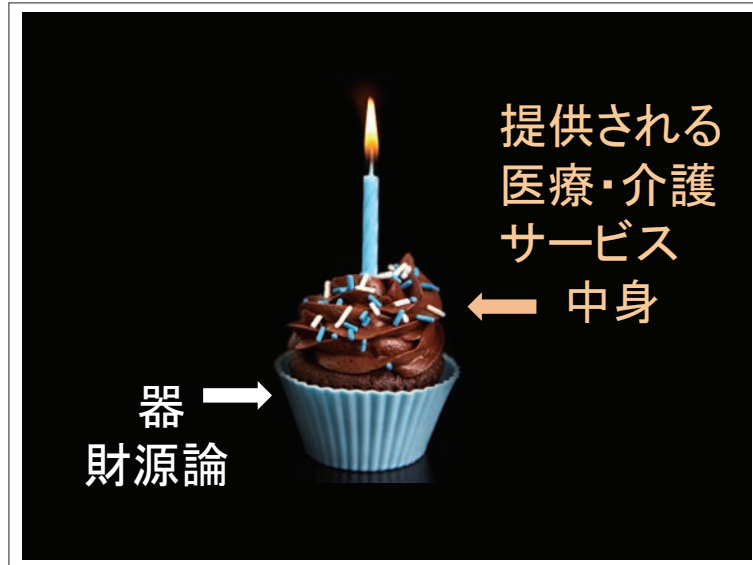 提供される
医療・介護
サービス
中身
器
財源論